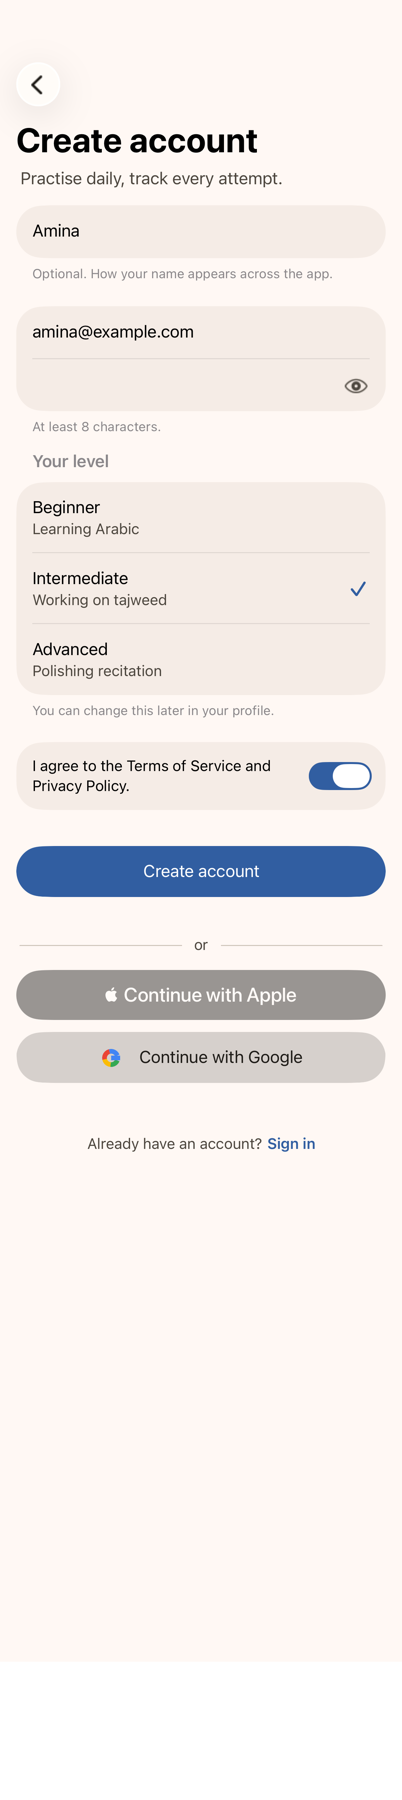 Create account
Practise daily, track every attempt.
Amina
Optional. How your name appears across the app.
amina@example.com
At least 8 characters.
Your level
Beginner
Learning Arabic
Intermediate
Working on tajweed
Advanced
Polishing recitation
You can change this later in your profile.
I agree to the Terms of Service and
Privacy Policy.
Create account
or
Continue with Apple
Continue with Google
Already have an account? Sign in